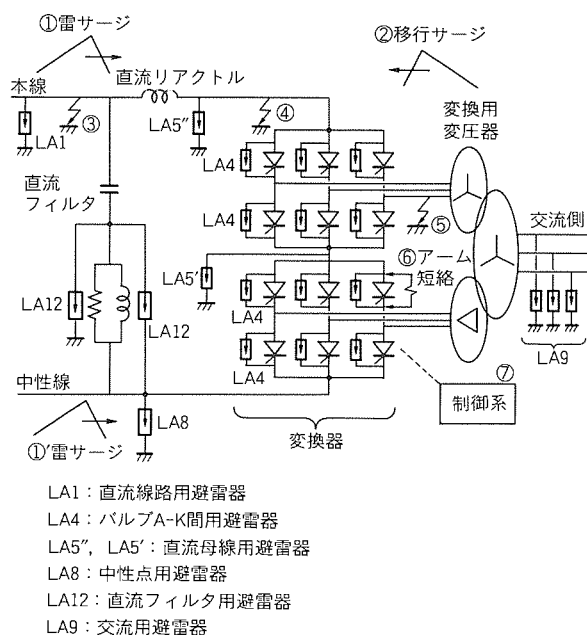 ①雷サージ
②移行サージ
直流リアクトル
本線
③
LA1
LA5″
④
変換用
変圧器
LA4
直流
フィルタ
LA4
⑤
交流側
⑥アーム
短絡
LA5′
LA12
LA12
LA4
LA9
LA4
中性線
⑦
制御系
LA8
①′雷サージ
変換器
LA1：直流線路用避雷器
LA4：バルブA-K間用避雷器
LA5″，LA5′：直流母線用避雷器
LA8：中性点用避雷器
LA12：直流フィルタ用避雷器
LA9：交流用避雷器